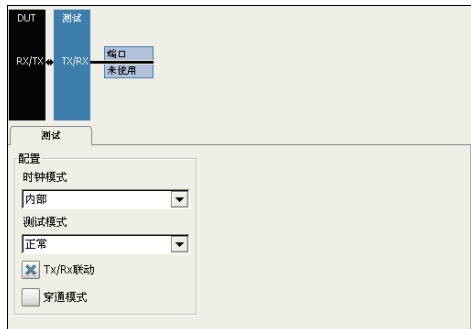 DUT 测试
端口
RX/TX TX/RX
未使用
测试
配置
时钟模式
内部
测试模式
正常
Tx/Rx联动
穿通模式